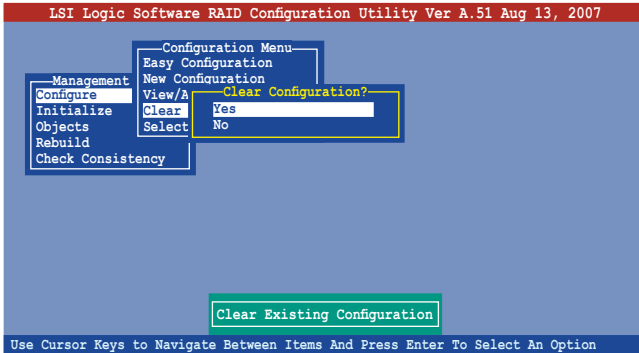 LSI Logic Software RAID Configuration Utility Ver A.51 Aug 13, 2007
Configuration Menu
Easy Configuration
New Configuration
View/A
Clear
Select
Management
Configure
Initialize
Objects
Rebuild
Check Consistency
Clear Configuration?
Yes
No
Clear Existing Configuration
Use Cursor Keys to Navigate Between Items And Press Enter To Select An Option